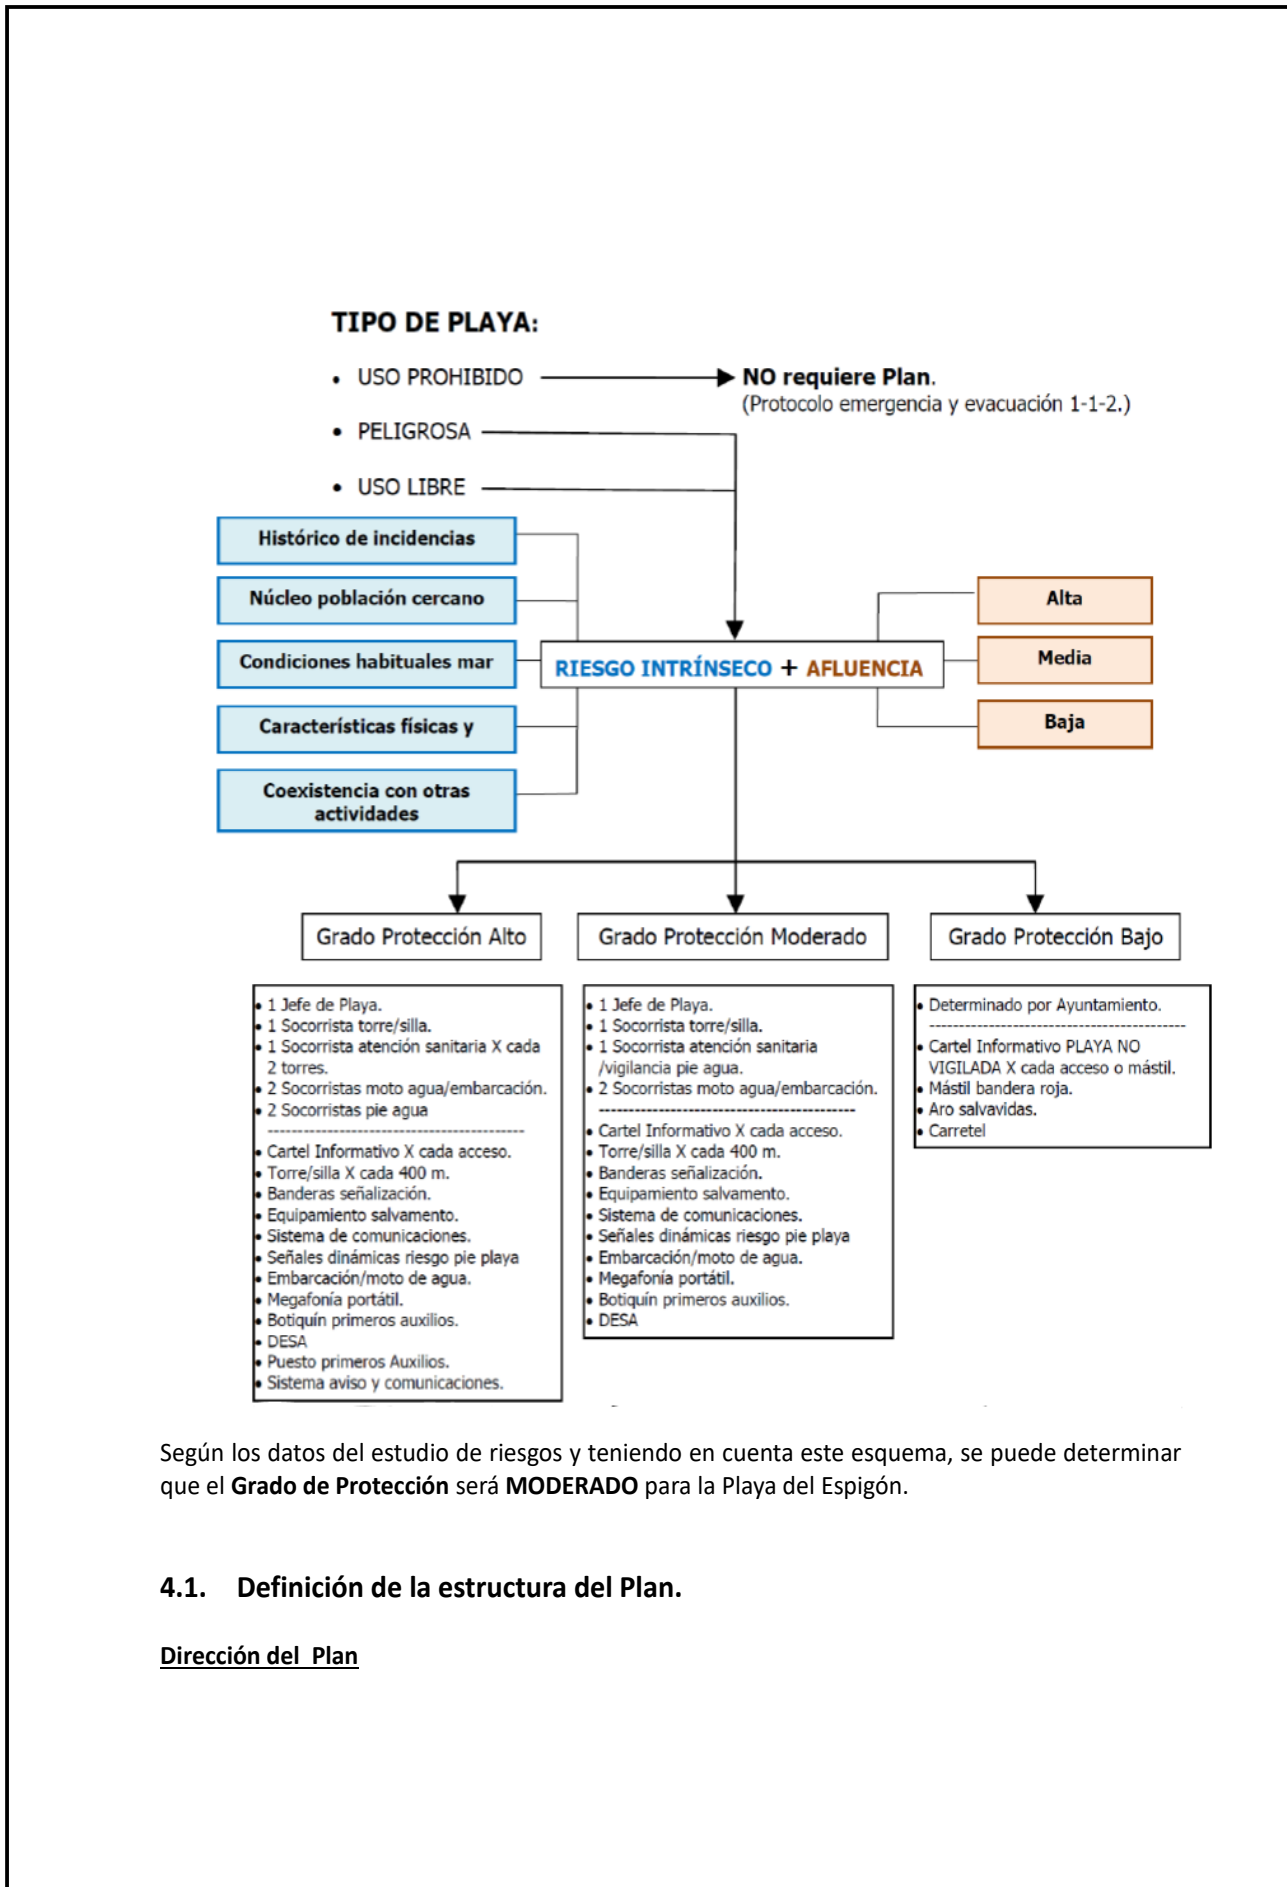 TIPO DE PLAYA:
• USO PROHIBIDO
NO requiere Plan.
(Protocolo emergencia y evacuación 1-1-2.)
• PELIGROSA
• USO LIBRE
Histórico de incidencias
Núcleo población cercano
Condiciones habituales mar
Características físicas y
Coexistencia con otras
actividades
RIESGO INTRÍNSECO + AFLUENCIA
Alta
Media
Baja
Grado Protección Alto
• 1 Jefe de Playa.
• 1 Socorrista torre/silla.
• 1 Socorrista atención sanitaria X cada
2 torres.
• 2 Socorristas moto agua/embarcación.
• 2 Socorristas pie agua
-------------------------------------------
• Cartel Informativo X cada acceso.
• Torre/silla X cada 400 m.
• Banderas señalización.
• Equipamiento salvamento.
• Sistema de comunicaciones.
• Señales dinámicas riesgo pie playa
• Embarcación/moto de agua.
• Megafonía portátil.
• Botiquín primeros auxilios.
• DESA
• Puesto primeros Auxilios.
• Sistema aviso y comunicaciones.
Grado Protección Moderado
• 1 Jefe de Playa.
• 1 Socorrista torre/silla.
• 1 Socorrista atención sanitaria
/vigilancia pie agua.
• 2 Socorristas moto agua/embarcación.
-------------------------------------------
• Cartel Informativo X cada acceso.
• Torre/silla X cada 400 m.
• Banderas señalización.
• Equipamiento salvamento.
• Sistema de comunicaciones.
• Señales dinámicas riesgo pie playa
• Embarcación/moto de agua.
• Megafonía portátil.
• Botiquín primeros auxilios.
• DESA
Grado Protección Bajo
• Determinado por Ayuntamiento.
-------------------------------------------
• Cartel Informativo PLAYA NO
VIGILADA X cada acceso o mástil.
• Mástil bandera roja.
• Aro salvavidas.
• Carretel
Según los datos del estudio de riesgos y teniendo en cuenta este esquema, se puede determinar
que el Grado de Protección será MODERADO para la Playa del Espigón.
4.1. Definición de la estructura del Plan.
Dirección del Plan